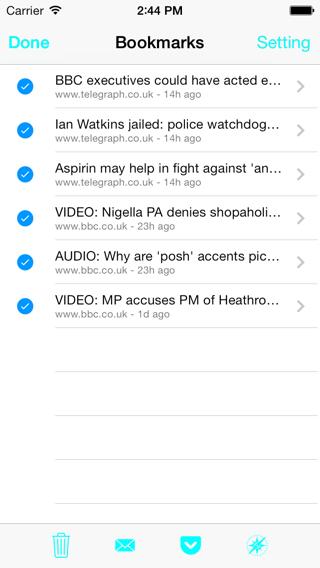 Carrier 2:44 PM
Done Bookmarks Setting
BBC executives could have acted e...
www.telegraph.co.uk - 14h ago
Ian Watkins jailed: police watchdog...
www.telegraph.co.uk - 14h ago
Aspirin may help in fight against 'an...
www.telegraph.co.uk - 14h ago
VIDEO: Nigella PA denies shopaholi...
www.bbc.co.uk - 23h ago
AUDIO: Why are 'posh' accents pic...
www.bbc.co.uk - 23h ago
VIDEO: MP accuses PM of Heathro...
www.bbc.co.uk - 1d ago